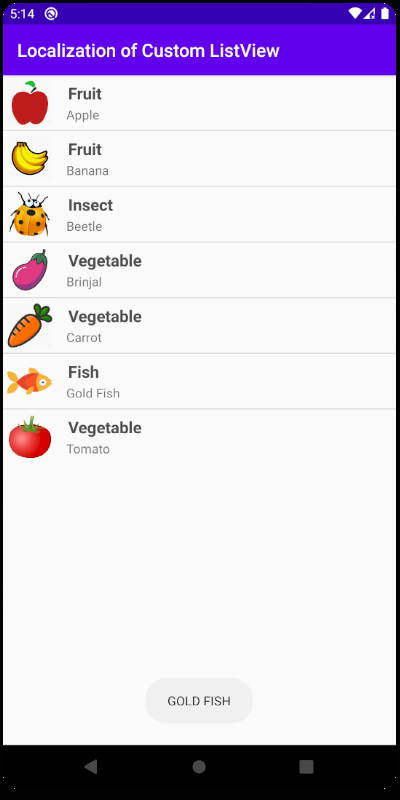 5:14
Localization of Custom ListView
Fruit
Apple
Fruit
Banana
Insect
Beetle
Vegetable
Brinjal
Vegetable
Carrot
Fish
Gold Fish
Vegetable
Tomato
GOLD FISH